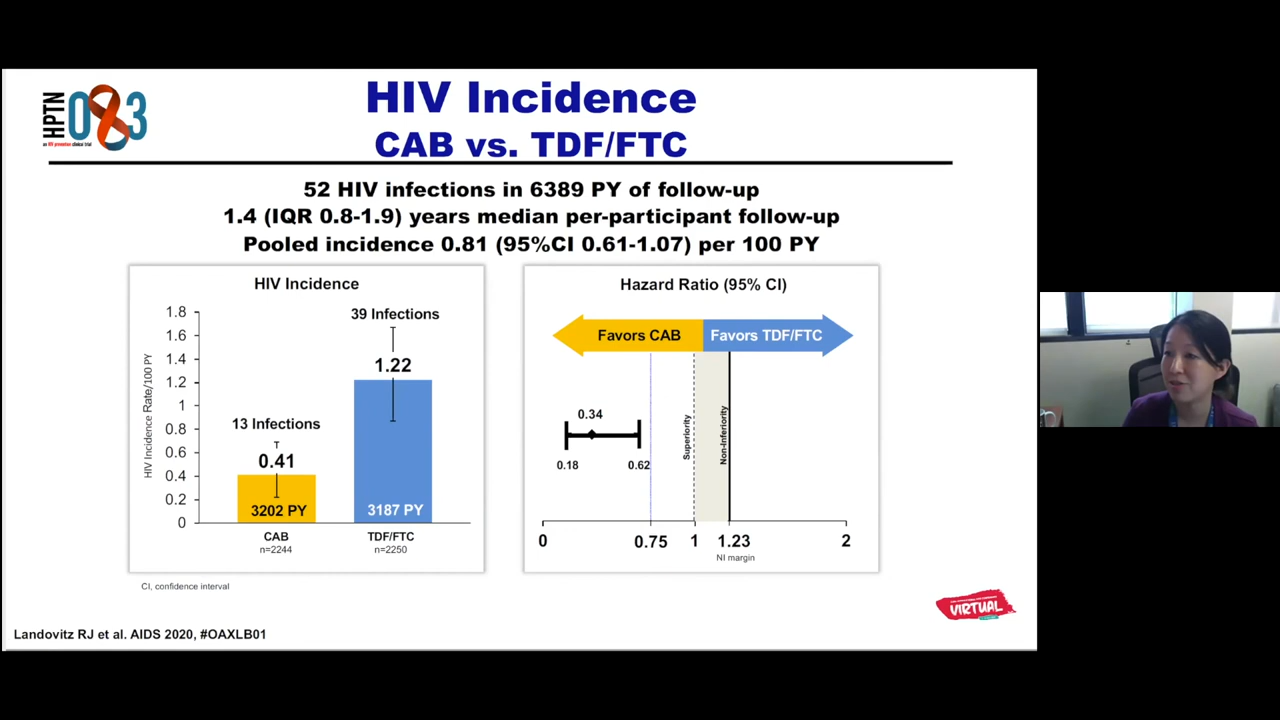 HPTN 083
an HIV prevention clinical trial
HIV Incidence
CAB vs. TDF/FTC
52 HIV infections in 6389 PY of follow-up
1.4 (IQR 0.8-1.9) years median per-participant follow-up
Pooled incidence 0.81 (95%CI 0.61-1.07) per 100 PY
HIV Incidence
HIV Incidence Rate/100 PY
1.8
1.6
1.4
1.2
1
0.8
0.6
0.4
0.2
0
39 Infections
1.22
13 Infections
0.41
3202 PY
3187 PY
CAB
n=2244
TDF/FTC
n=2250
Hazard Ratio (95% CI)
Favors CAB
Favors TDF/FTC
0.34
0.18
0.62
Superiority
Non-Inferiority
0
0.75
1
1.23
2
NI margin
CI, confidence interval
VIRTUAL
Landovitz RJ et al. AIDS 2020, #OAXLB01